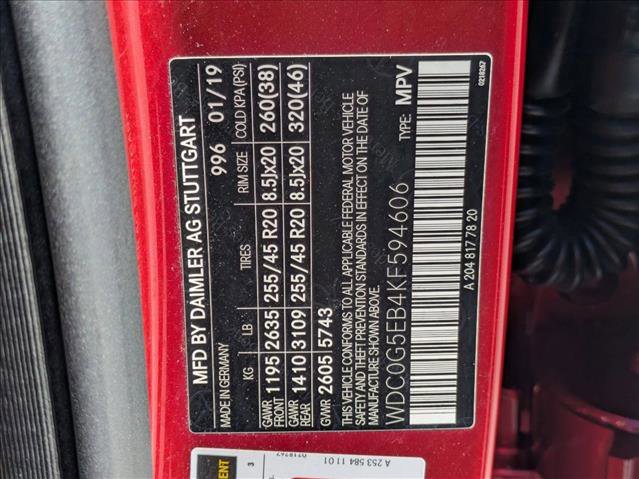 MFD BY DAIMLER AG STUTTGART
MADE IN GERMANY 996 01/19
KG LB TIRES RIM SIZE COLD KPA (PSI)
GAWR FRONT 1195 2635 255/45 R20 8.5Jx20 260(38)
GAWR REAR 1410 3109 255/45 R20 8.5Jx20 320(46)
GVWR 2605 5743
THIS VEHICLE CONFORMS TO ALL APPLICABLE FEDERAL MOTOR VEHICLE
SAFETY AND THEFT PREVENTION STANDARDS IN EFFECT ON THE DATE OF
MANUFACTURE SHOWN ABOVE.
WDC0G5EB4KF594606 TYPE: MPV
A 204 817 78 20
0218267
A 253 584 11 01
0218267
3